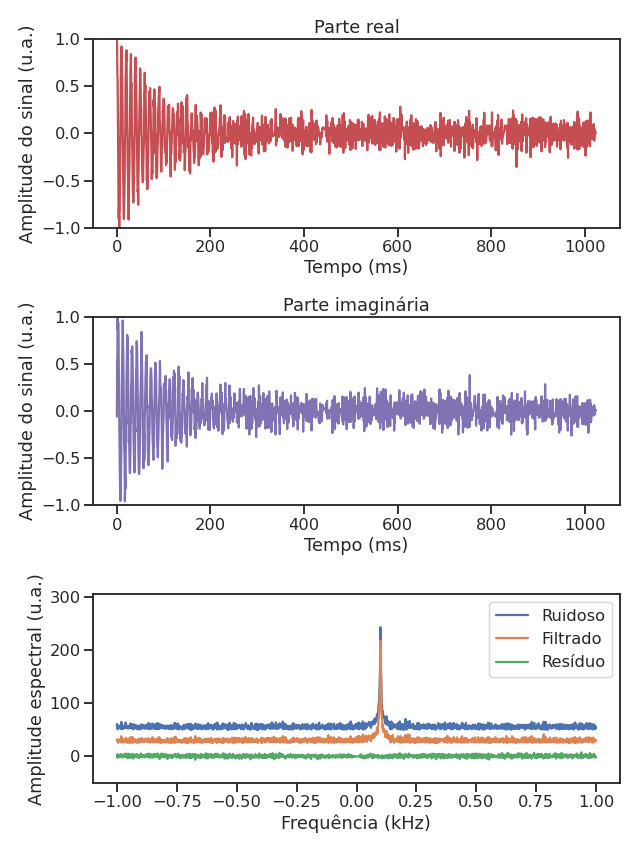 Parte real
Amplitude do sinal (u.a.)
1.0
0.5
0.0
−0.5
−1.0
0 200 400 600 800 1000
Tempo (ms)
Parte imaginária
Amplitude do sinal (u.a.)
1.0
0.5
0.0
−0.5
−1.0
0 200 400 600 800 1000
Tempo (ms)
Amplitude espectral (u.a.)
300
200
100
0
Ruidoso
Filtrado
Resíduo
−1.00 −0.75 −0.50 −0.25 0.00 0.25 0.50 0.75 1.00
Frequência (kHz)